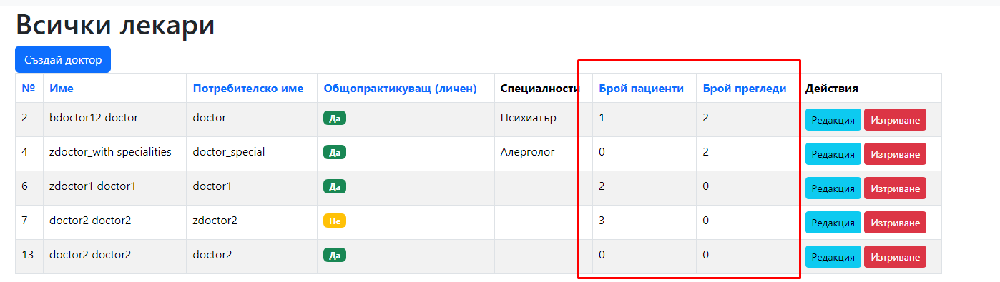 Всички лекари
Създай доктор
№ Име Потребителско име Общопрактикуващ (личен) Специалности Брой пациенти Брой прегледи Действия
2 bdoctor12 doctor doctor Да Психиатър 1 2 Редакция Изтриване
4 zdoctor_with specialities doctor_special Да Алерголог 0 2 Редакция Изтриване
6 zdoctor1 doctor1 doctor1 Да 2 0 Редакция Изтриване
7 doctor2 doctor2 zdoctor2 Не 3 0 Редакция Изтриване
13 doctor2 doctor2 doctor2 Да 0 0 Редакция Изтриване